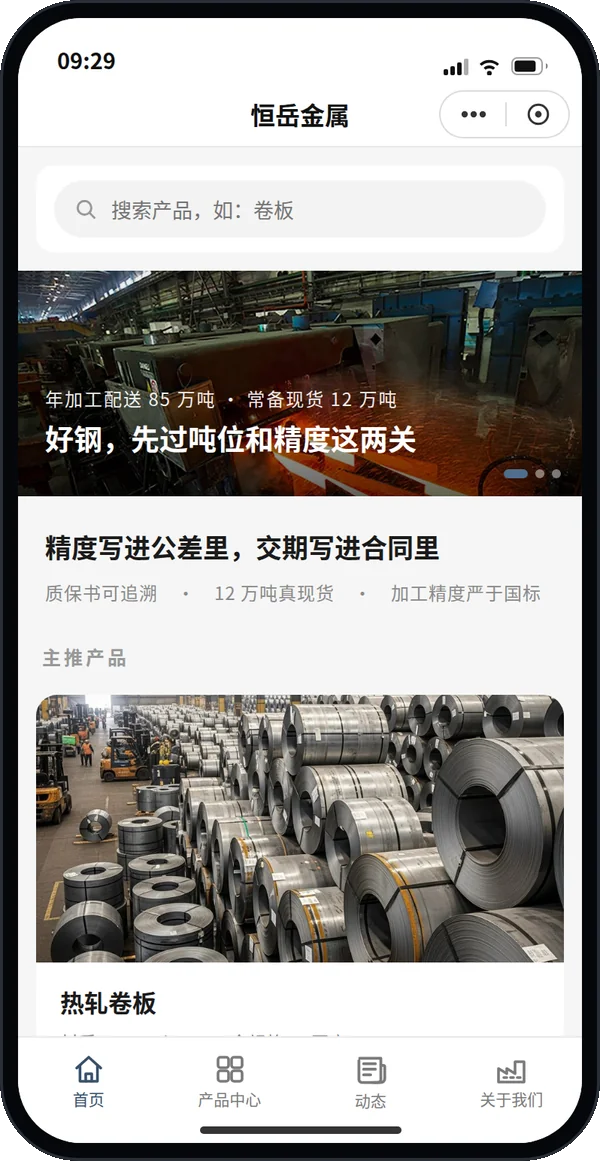 09:29
恒岳金属
搜索产品，如：卷板
年加工配送 85 万吨 · 常备现货 12 万吨
好钢，先过吨位和精度这两关
精度写进公差里，交期写进合同里
质保书可追溯 · 12 万吨真现货 · 加工精度严于国标
主推产品
热轧卷板
首页 产品中心 动态 关于我们